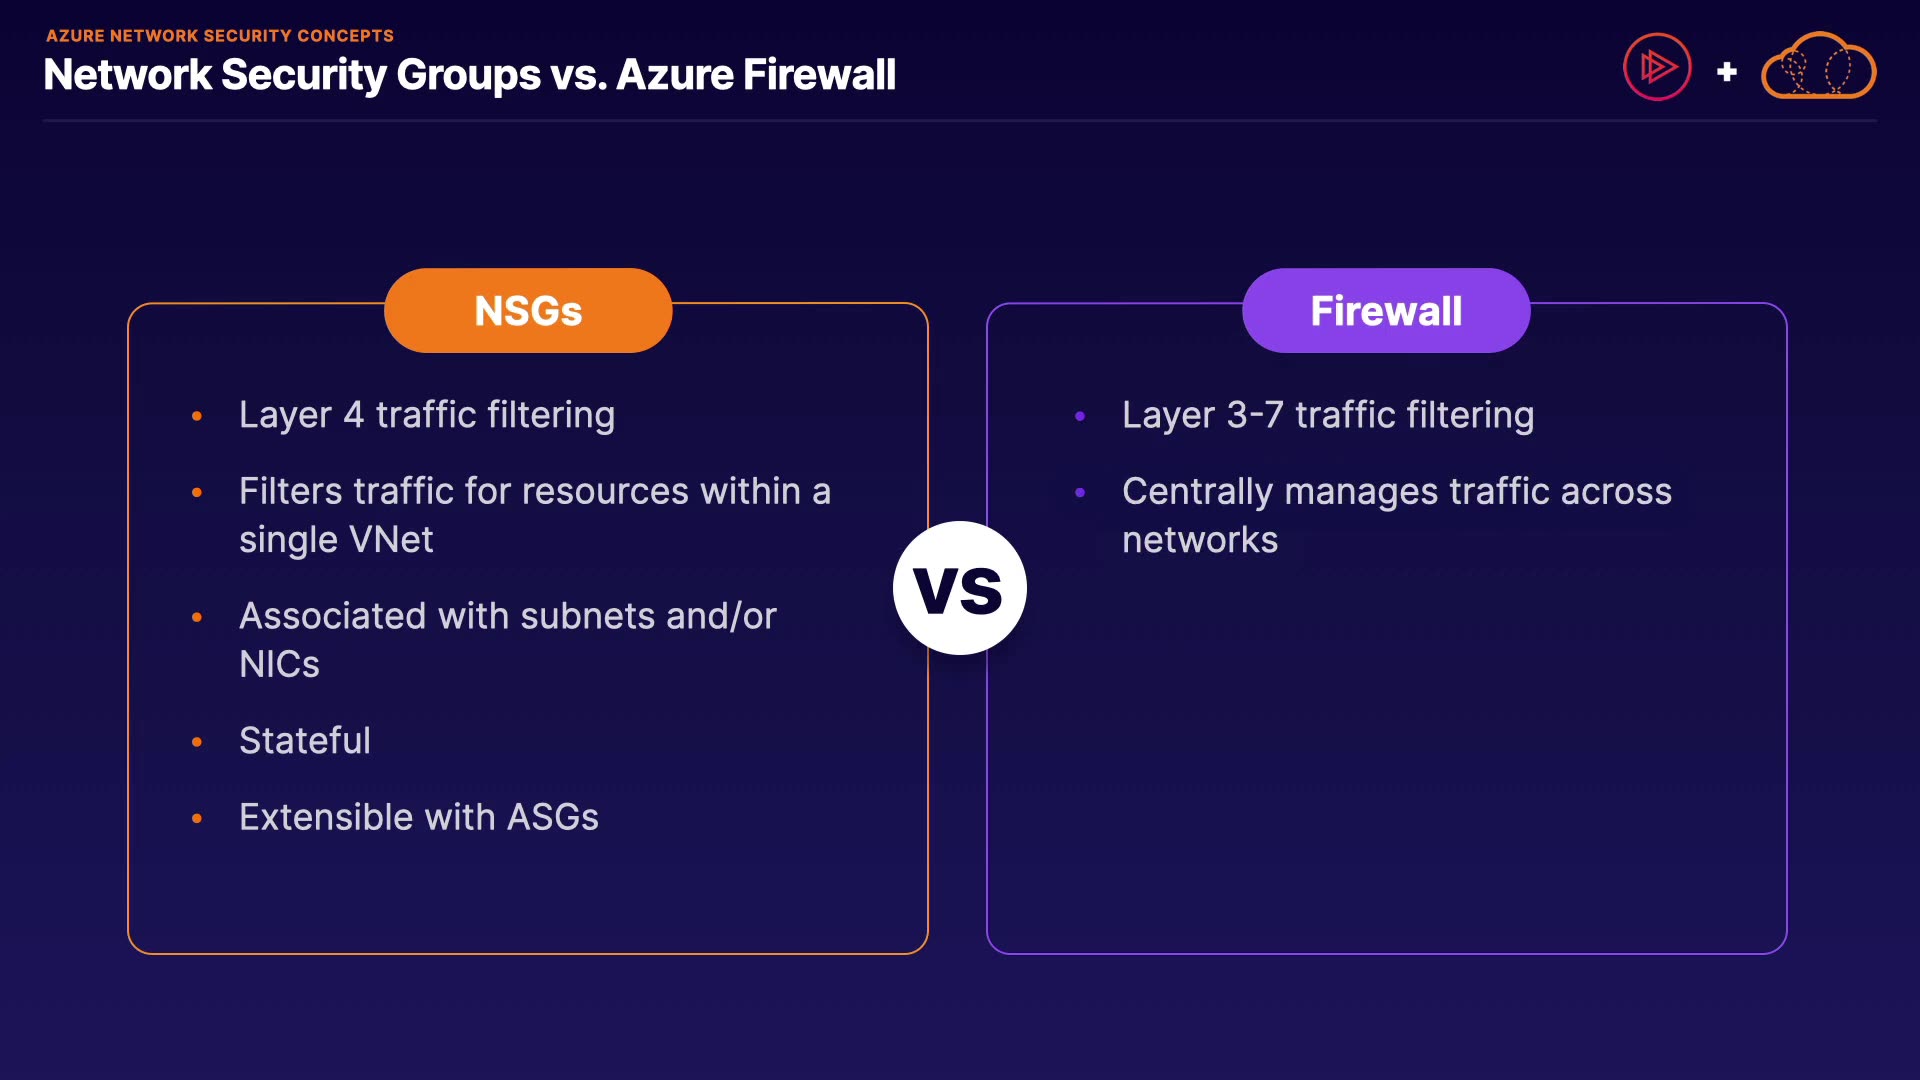 AZURE NETWORK SECURITY CONCEPTS
Network Security Groups vs. Azure Firewall
NSGs
• Layer 4 traffic filtering
• Filters traffic for resources within a
single VNet
• Associated with subnets and/or
NICs
• Stateful
• Extensible with ASGs
VS
Firewall
• Layer 3-7 traffic filtering
• Centrally manages traffic across
networks